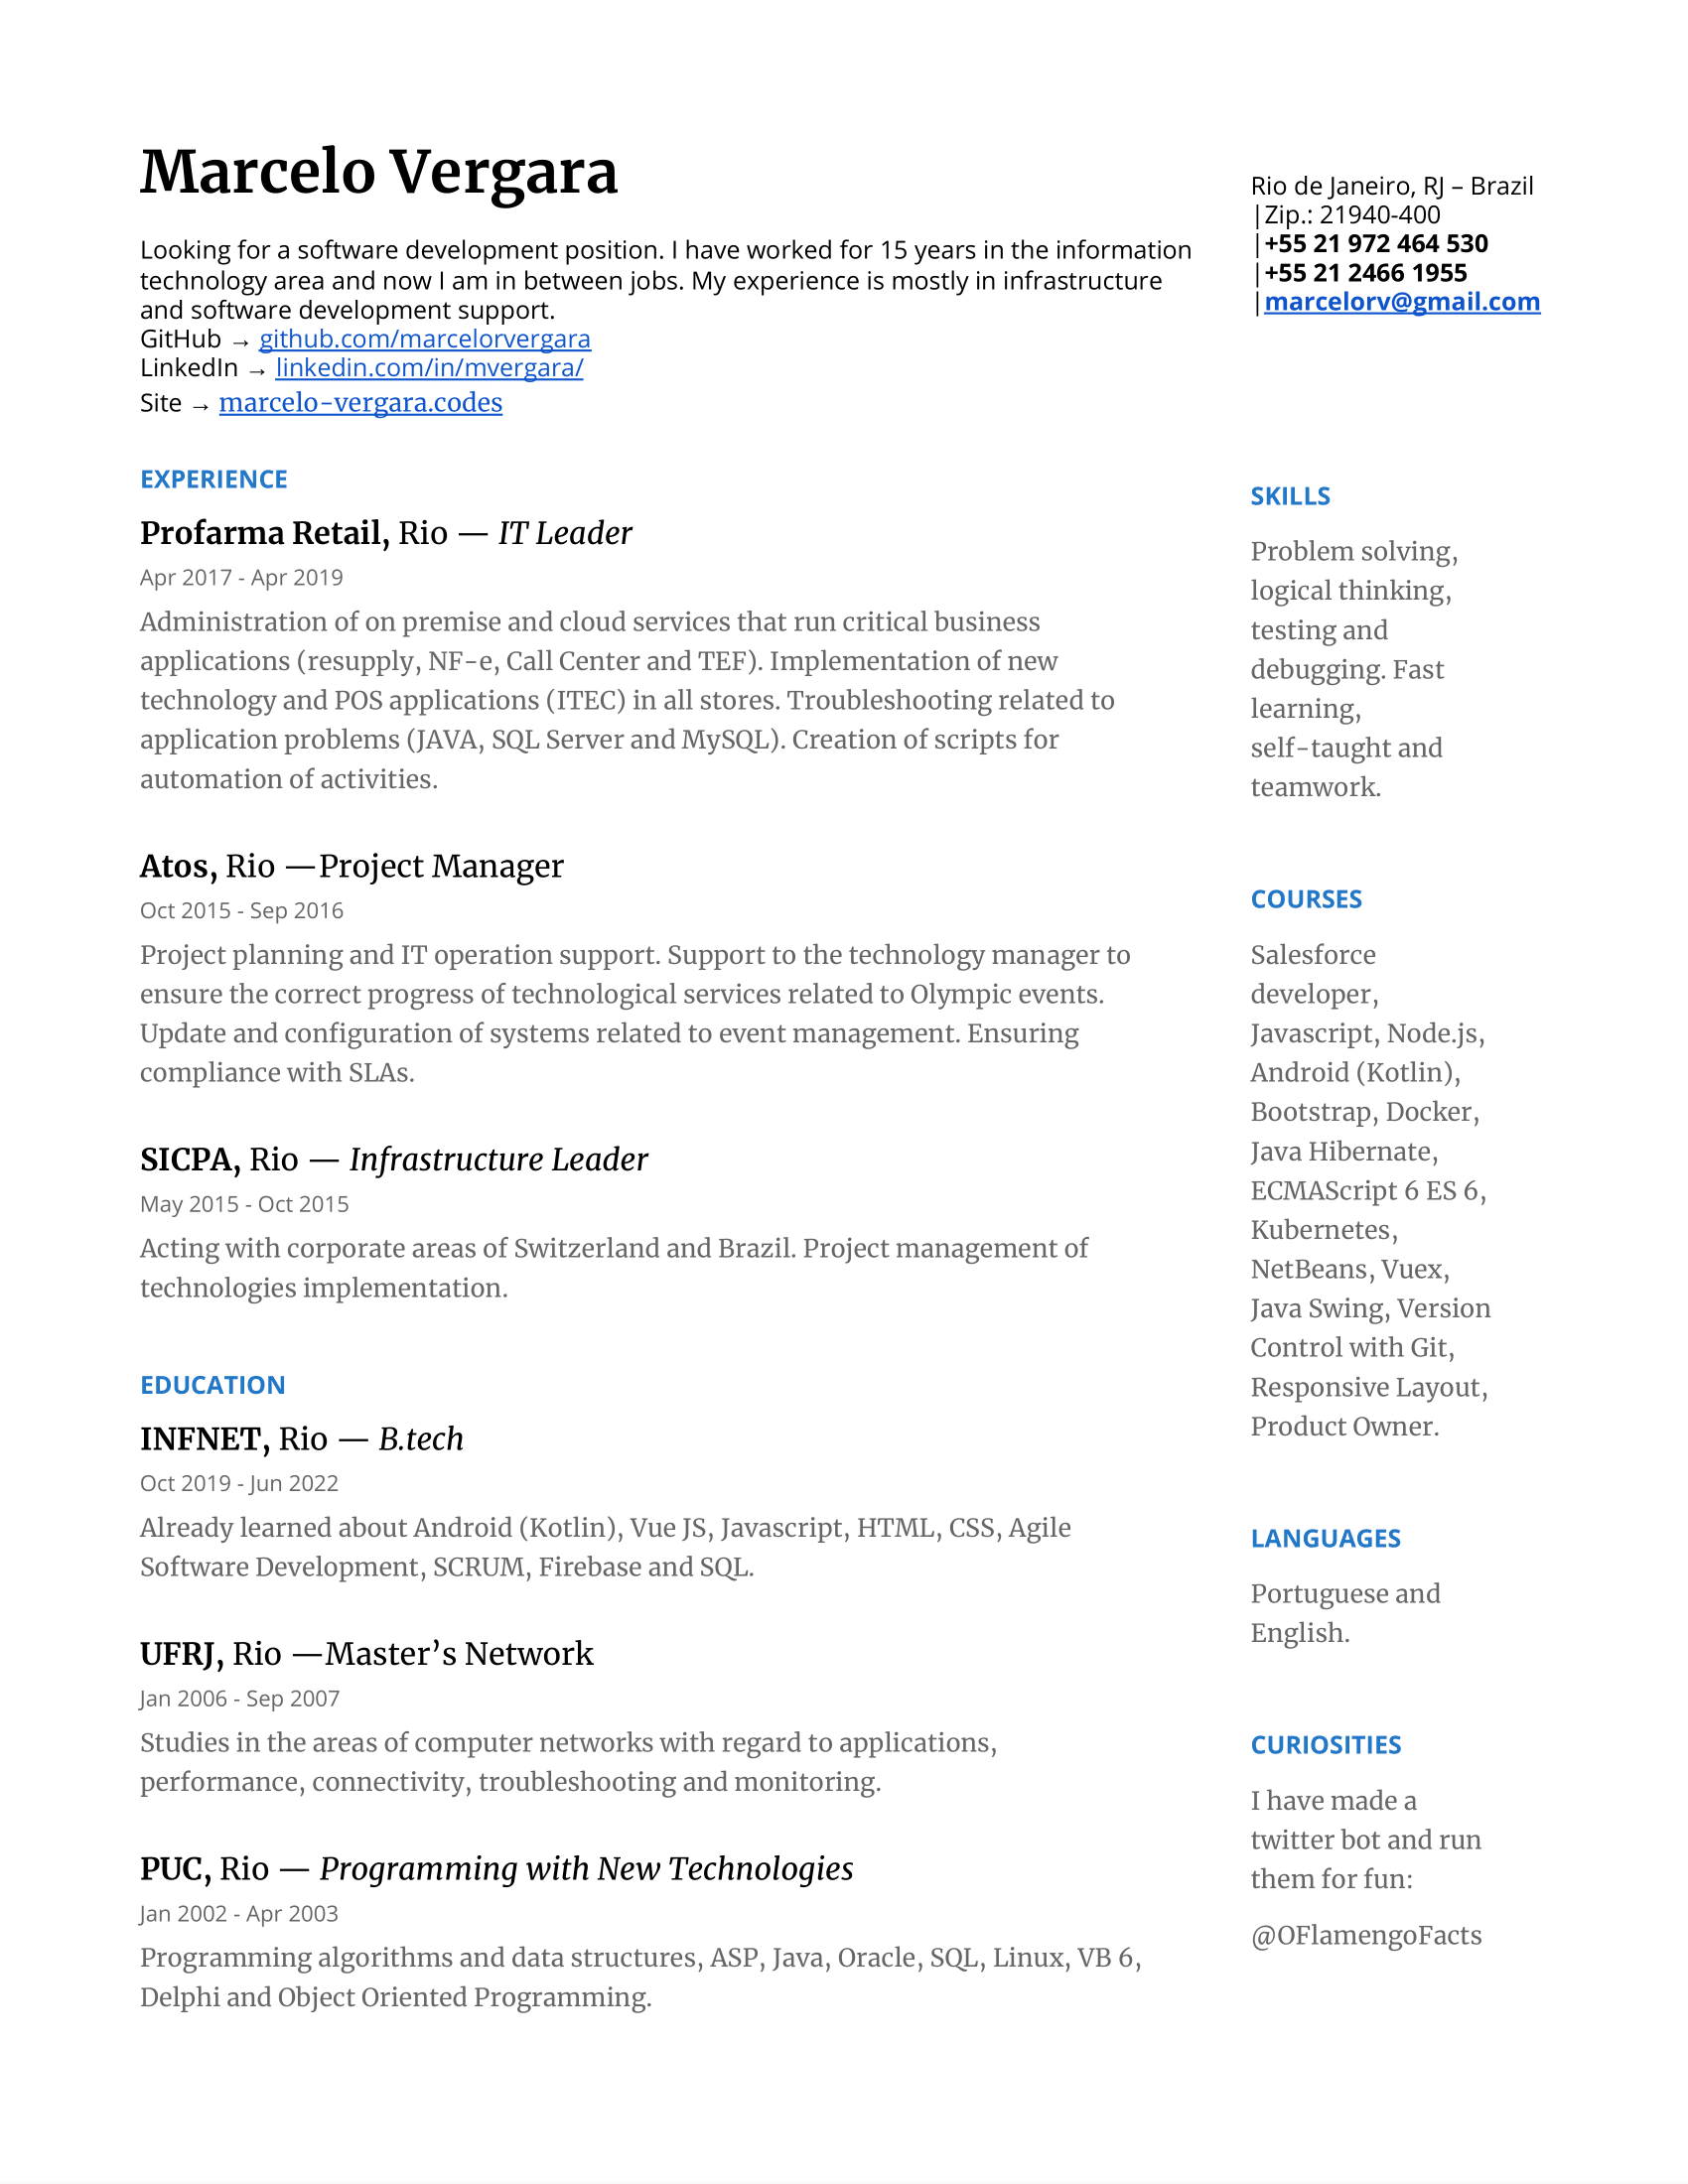 Marcelo Vergara
Looking for a software development position. I have worked for 15 years in the information
technology area and now I am in between jobs. My experience is mostly in infrastructure
and software development support.
GitHub → github.com/marcelorvergara
LinkedIn → linkedin.com/in/mvergara/
Site → marcelo-vergara.codes
Rio de Janeiro, RJ – Brazil
|Zip.: 21940-400
|+55 21 972 464 530
|+55 21 2466 1955
|marcelorv@gmail.com
EXPERIENCE
Profarma Retail, Rio — IT Leader
Apr 2017 - Apr 2019
Administration of on premise and cloud services that run critical business
applications (resupply, NF-e, Call Center and TEF). Implementation of new
technology and POS applications (ITEC) in all stores. Troubleshooting related to
application problems (JAVA, SQL Server and MySQL). Creation of scripts for
automation of activities.
Atos, Rio —Project Manager
Oct 2015 - Sep 2016
Project planning and IT operation support. Support to the technology manager to
ensure the correct progress of technological services related to Olympic events.
Update and configuration of systems related to event management. Ensuring
compliance with SLAs.
SICPA, Rio — Infrastructure Leader
May 2015 - Oct 2015
Acting with corporate areas of Switzerland and Brazil. Project management of
technologies implementation.
EDUCATION
INFNET, Rio — B.tech
Oct 2019 - Jun 2022
Already learned about Android (Kotlin), Vue JS, Javascript, HTML, CSS, Agile
Software Development, SCRUM, Firebase and SQL.
UFRJ, Rio —Master’s Network
Jan 2006 - Sep 2007
Studies in the areas of computer networks with regard to applications,
performance, connectivity, troubleshooting and monitoring.
PUC, Rio — Programming with New Technologies
Jan 2002 - Apr 2003
Programming algorithms and data structures, ASP, Java, Oracle, SQL, Linux, VB 6,
Delphi and Object Oriented Programming.
SKILLS
Problem solving,
logical thinking,
testing and
debugging. Fast
learning,
self-taught and
teamwork.
COURSES
Salesforce
developer,
Javascript, Node.js,
Android (Kotlin),
Bootstrap, Docker,
Java Hibernate,
ECMAScript 6 ES 6,
Kubernetes,
NetBeans, Vuex,
Java Swing, Version
Control with Git,
Responsive Layout,
Product Owner.
LANGUAGES
Portuguese and
English.
CURIOSITIES
I have made a
twitter bot and run
them for fun:
@OFlamengoFacts